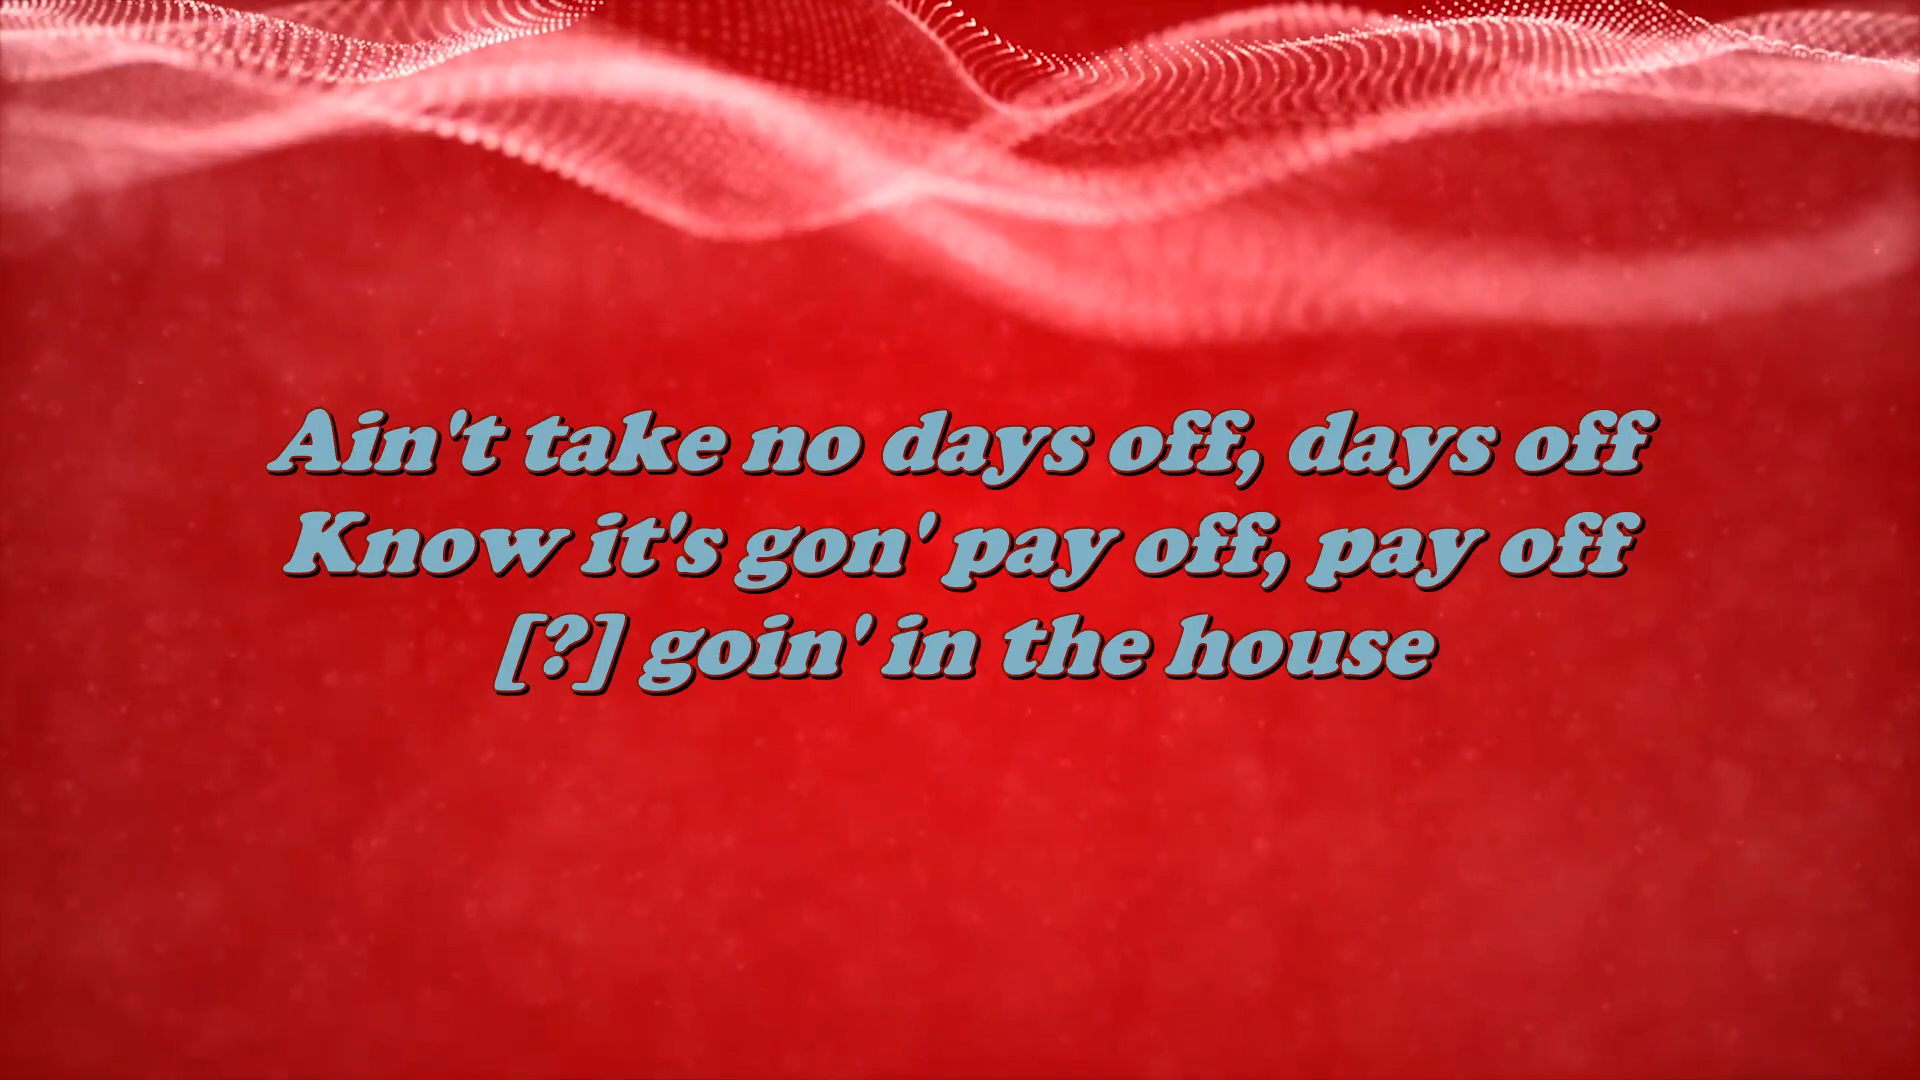 Ain't take no days off, days off
Know it's gon' pay off, pay off
[?] goin' in the house